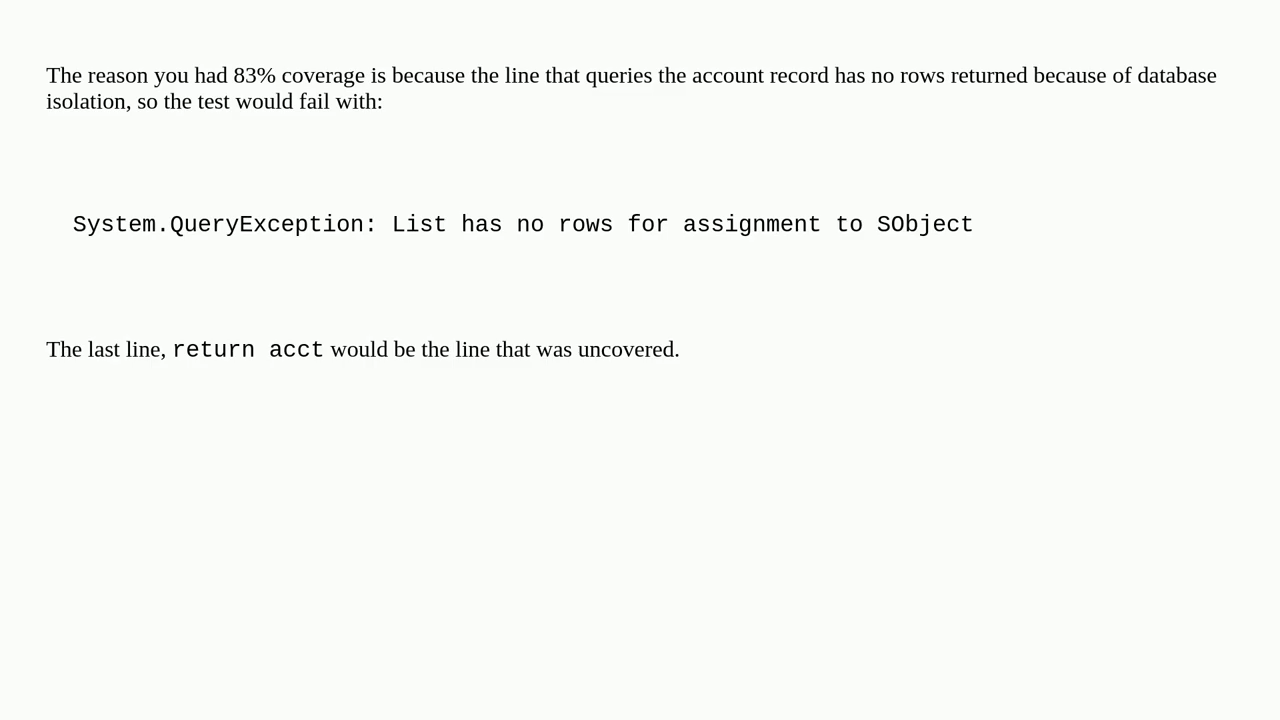 The reason you had 83% coverage is because the line that queries the account record has no rows returned because of database
isolation, so the test would fail with:
System.QueryException: List has no rows for assignment to SObject
The last line, return acct would be the line that was uncovered.